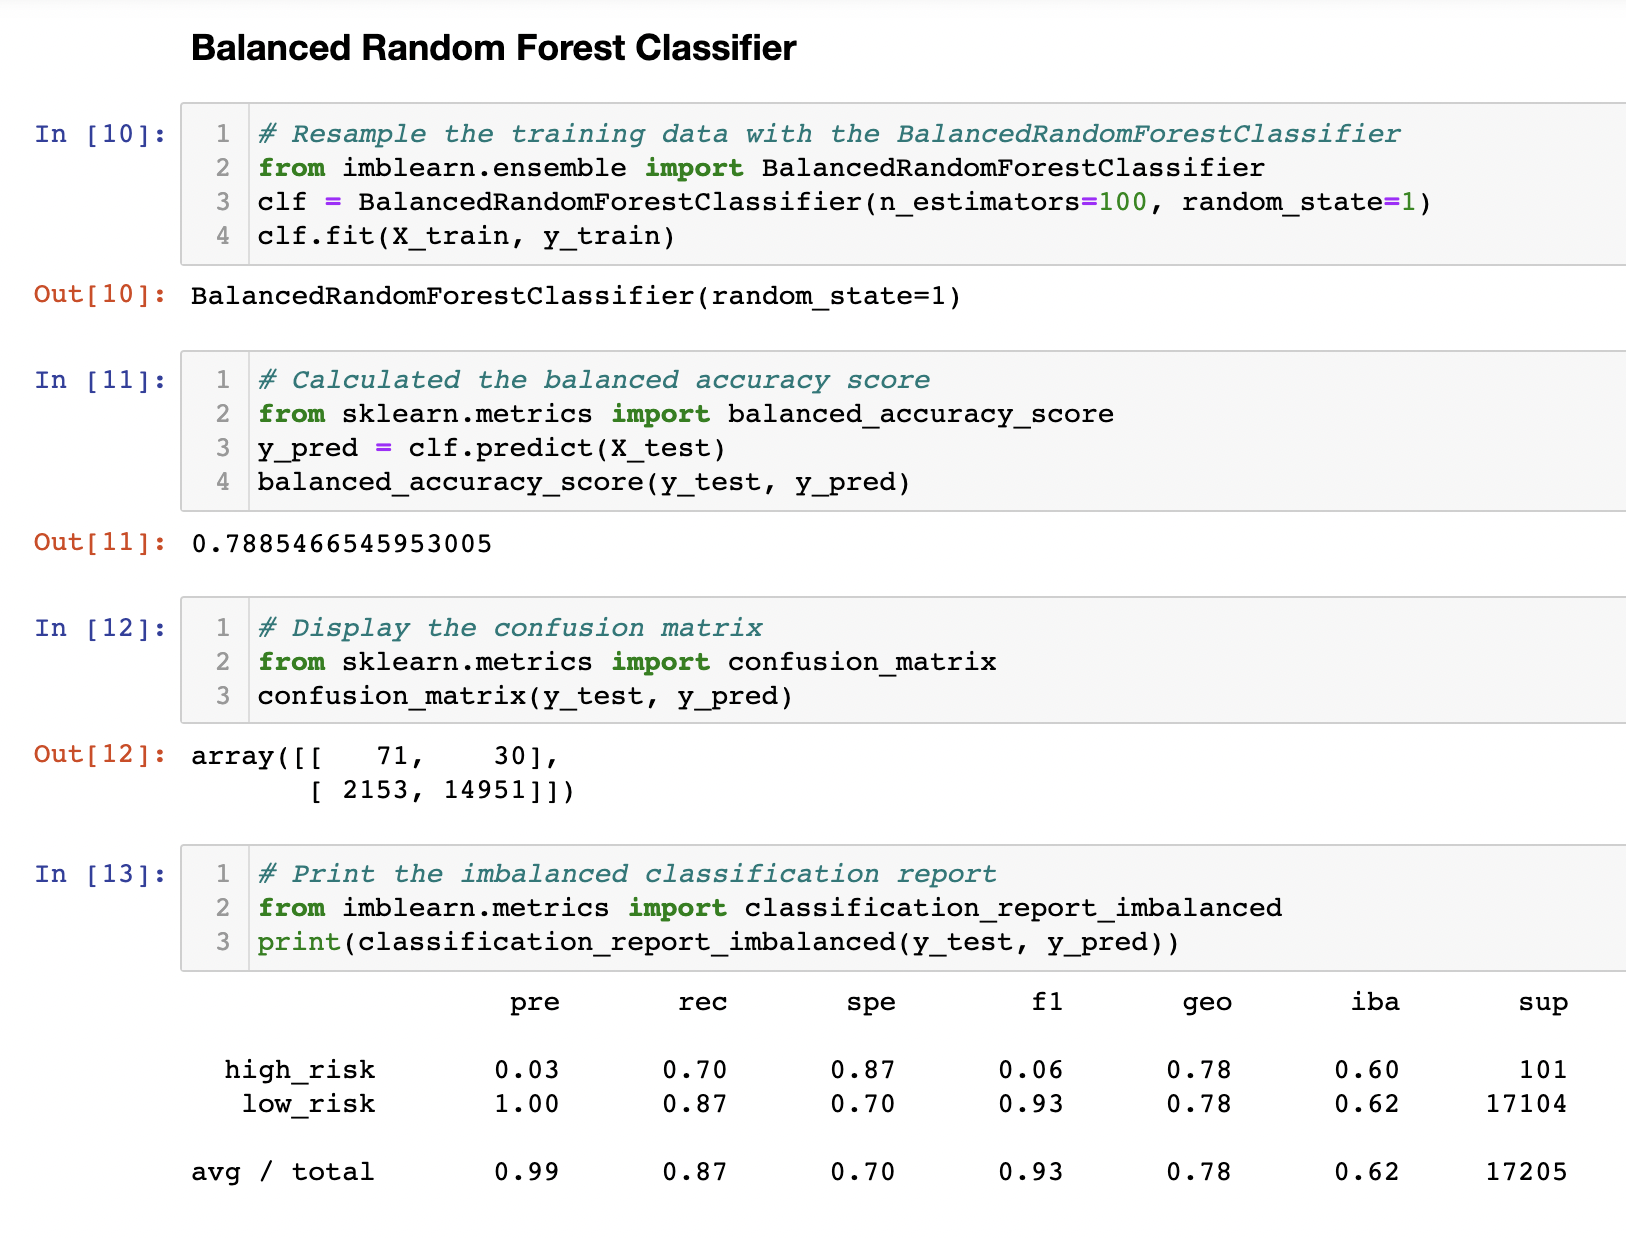 Balanced Random Forest Classifier
In [10]:
1 # Resample the training data with the BalancedRandomForestClassifier
2 from imblearn.ensemble import BalancedRandomForestClassifier
3 clf = BalancedRandomForestClassifier(n_estimators=100, random_state=1)
4 clf.fit(X_train, y_train)
Out[10]: BalancedRandomForestClassifier(random_state=1)
In [11]:
1 # Calculated the balanced accuracy score
2 from sklearn.metrics import balanced_accuracy_score
3 y_pred = clf.predict(X_test)
4 balanced_accuracy_score(y_test, y_pred)
Out[11]: 0.7885466545953005
In [12]:
1 # Display the confusion matrix
2 from sklearn.metrics import confusion_matrix
3 confusion_matrix(y_test, y_pred)
Out[12]: array([[   71,    30],
       [ 2153, 14951]])
In [13]:
1 # Print the imbalanced classification report
2 from imblearn.metrics import classification_report_imbalanced
3 print(classification_report_imbalanced(y_test, y_pred))
pre rec spe f1 geo iba sup
high_risk 0.03 0.70 0.87 0.06 0.78 0.60 101
low_risk 1.00 0.87 0.70 0.93 0.78 0.62 17104
avg / total 0.99 0.87 0.70 0.93 0.78 0.62 17205